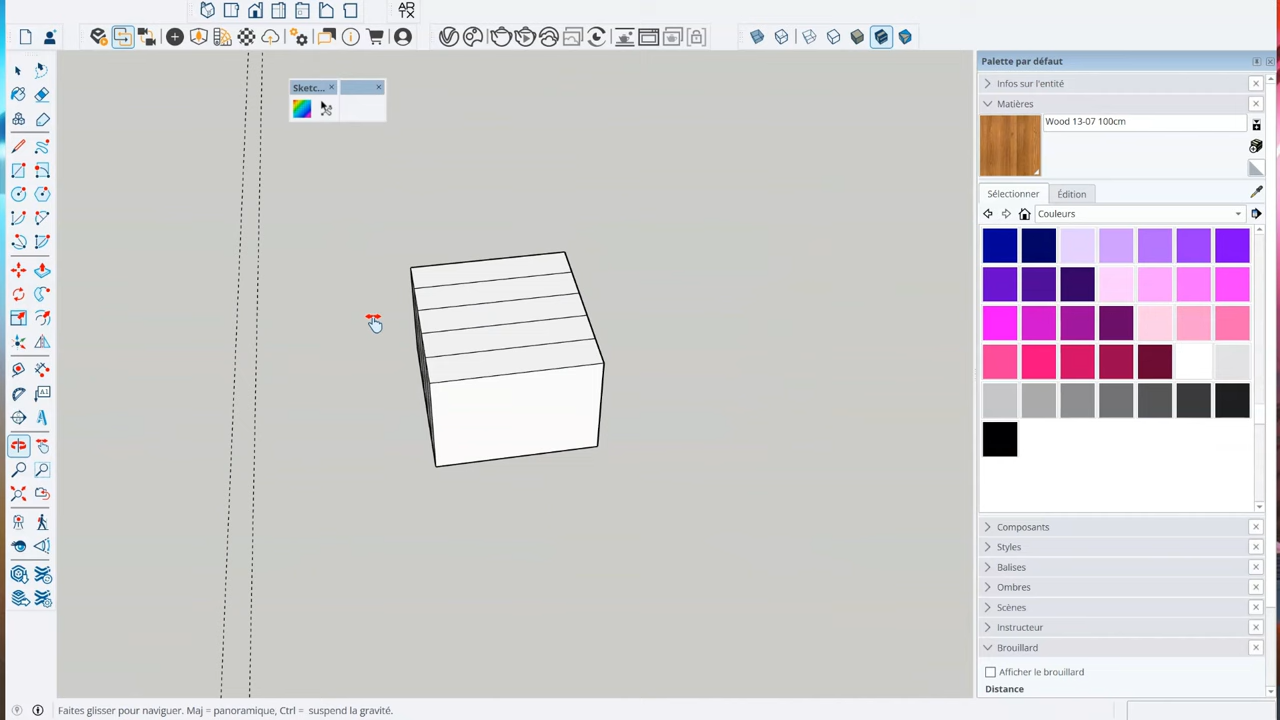 AR
Sketc...
Palette par défaut
Infos sur l'entité
Matières
Wood 13-07 100cm
Sélectionner
Édition
Couleurs
Composants
Styles
Balises
Ombres
Scènes
Instructeur
Brouillard
Afficher le brouillard
Distance
Faites glisser pour naviguer. Maj = panoramique, Ctrl = suspend la gravité.